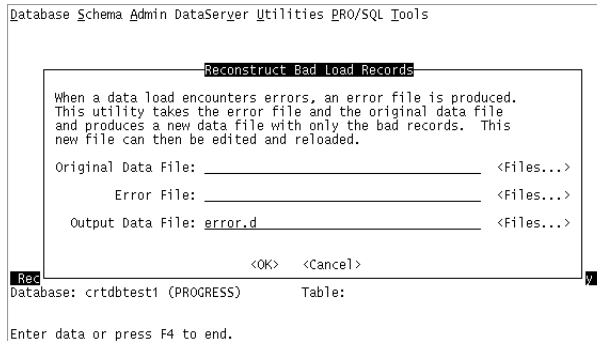 Database Schema Admin DataServer Utilities PRO/SQL Tools
Reconstruct Bad Load Records
When a data load encounters errors, an error file is produced.
This utility takes the error file and the original data file
and produces a new data file with only the bad records. This
new file can then be edited and reloaded.
Original Data File: <Files...>
Error File: <Files...>
Output Data File: error.d <Files...>
<OK> <Cancel>
Rec y
Database: crtdbtest1 (PROGRESS) Table:
Enter data or press F4 to end.